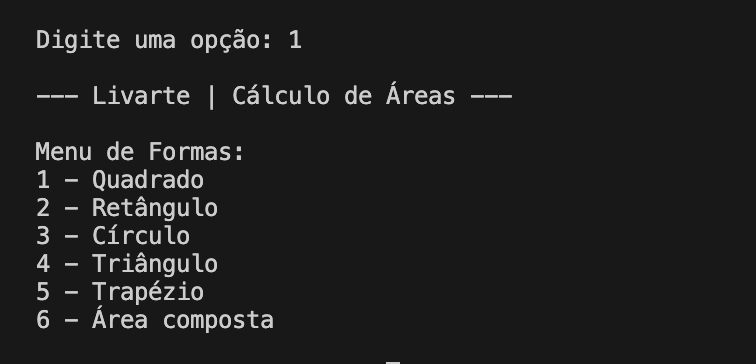 Digite uma opção: 1
--- Livarte | Cálculo de Áreas ---
Menu de Formas:
1 - Quadrado
2 - Retângulo
3 - Círculo
4 - Triângulo
5 - Trapézio
6 - Área composta